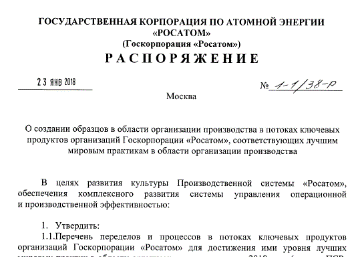 ГОСУДАРСТВЕННАЯ КОРПОРАЦИЯ ПО АТОМНОЙ ЭНЕРГИИ
«РОСАТОМ»
(Госкорпорация «Росатом»)
РАСПОРЯЖЕНИЕ
23 ЯНВ 2018
№ 1-1/38-Р
Москва
О создании образцов в области организации производства в потоках ключевых
продуктов организаций Госкорпорации «Росатом», соответствующих лучшим
мировым практикам в области организации производства
В целях развития культуры Производственной системы «Росатом»,
обеспечения комплексного развития системы управления операционной
и производственной эффективностью:
1. Утвердить:
1.1.Перечень переделов и процессов в потоках ключевых продуктов
организаций Госкорпорации «Росатом» для достижения ими уровня лучших